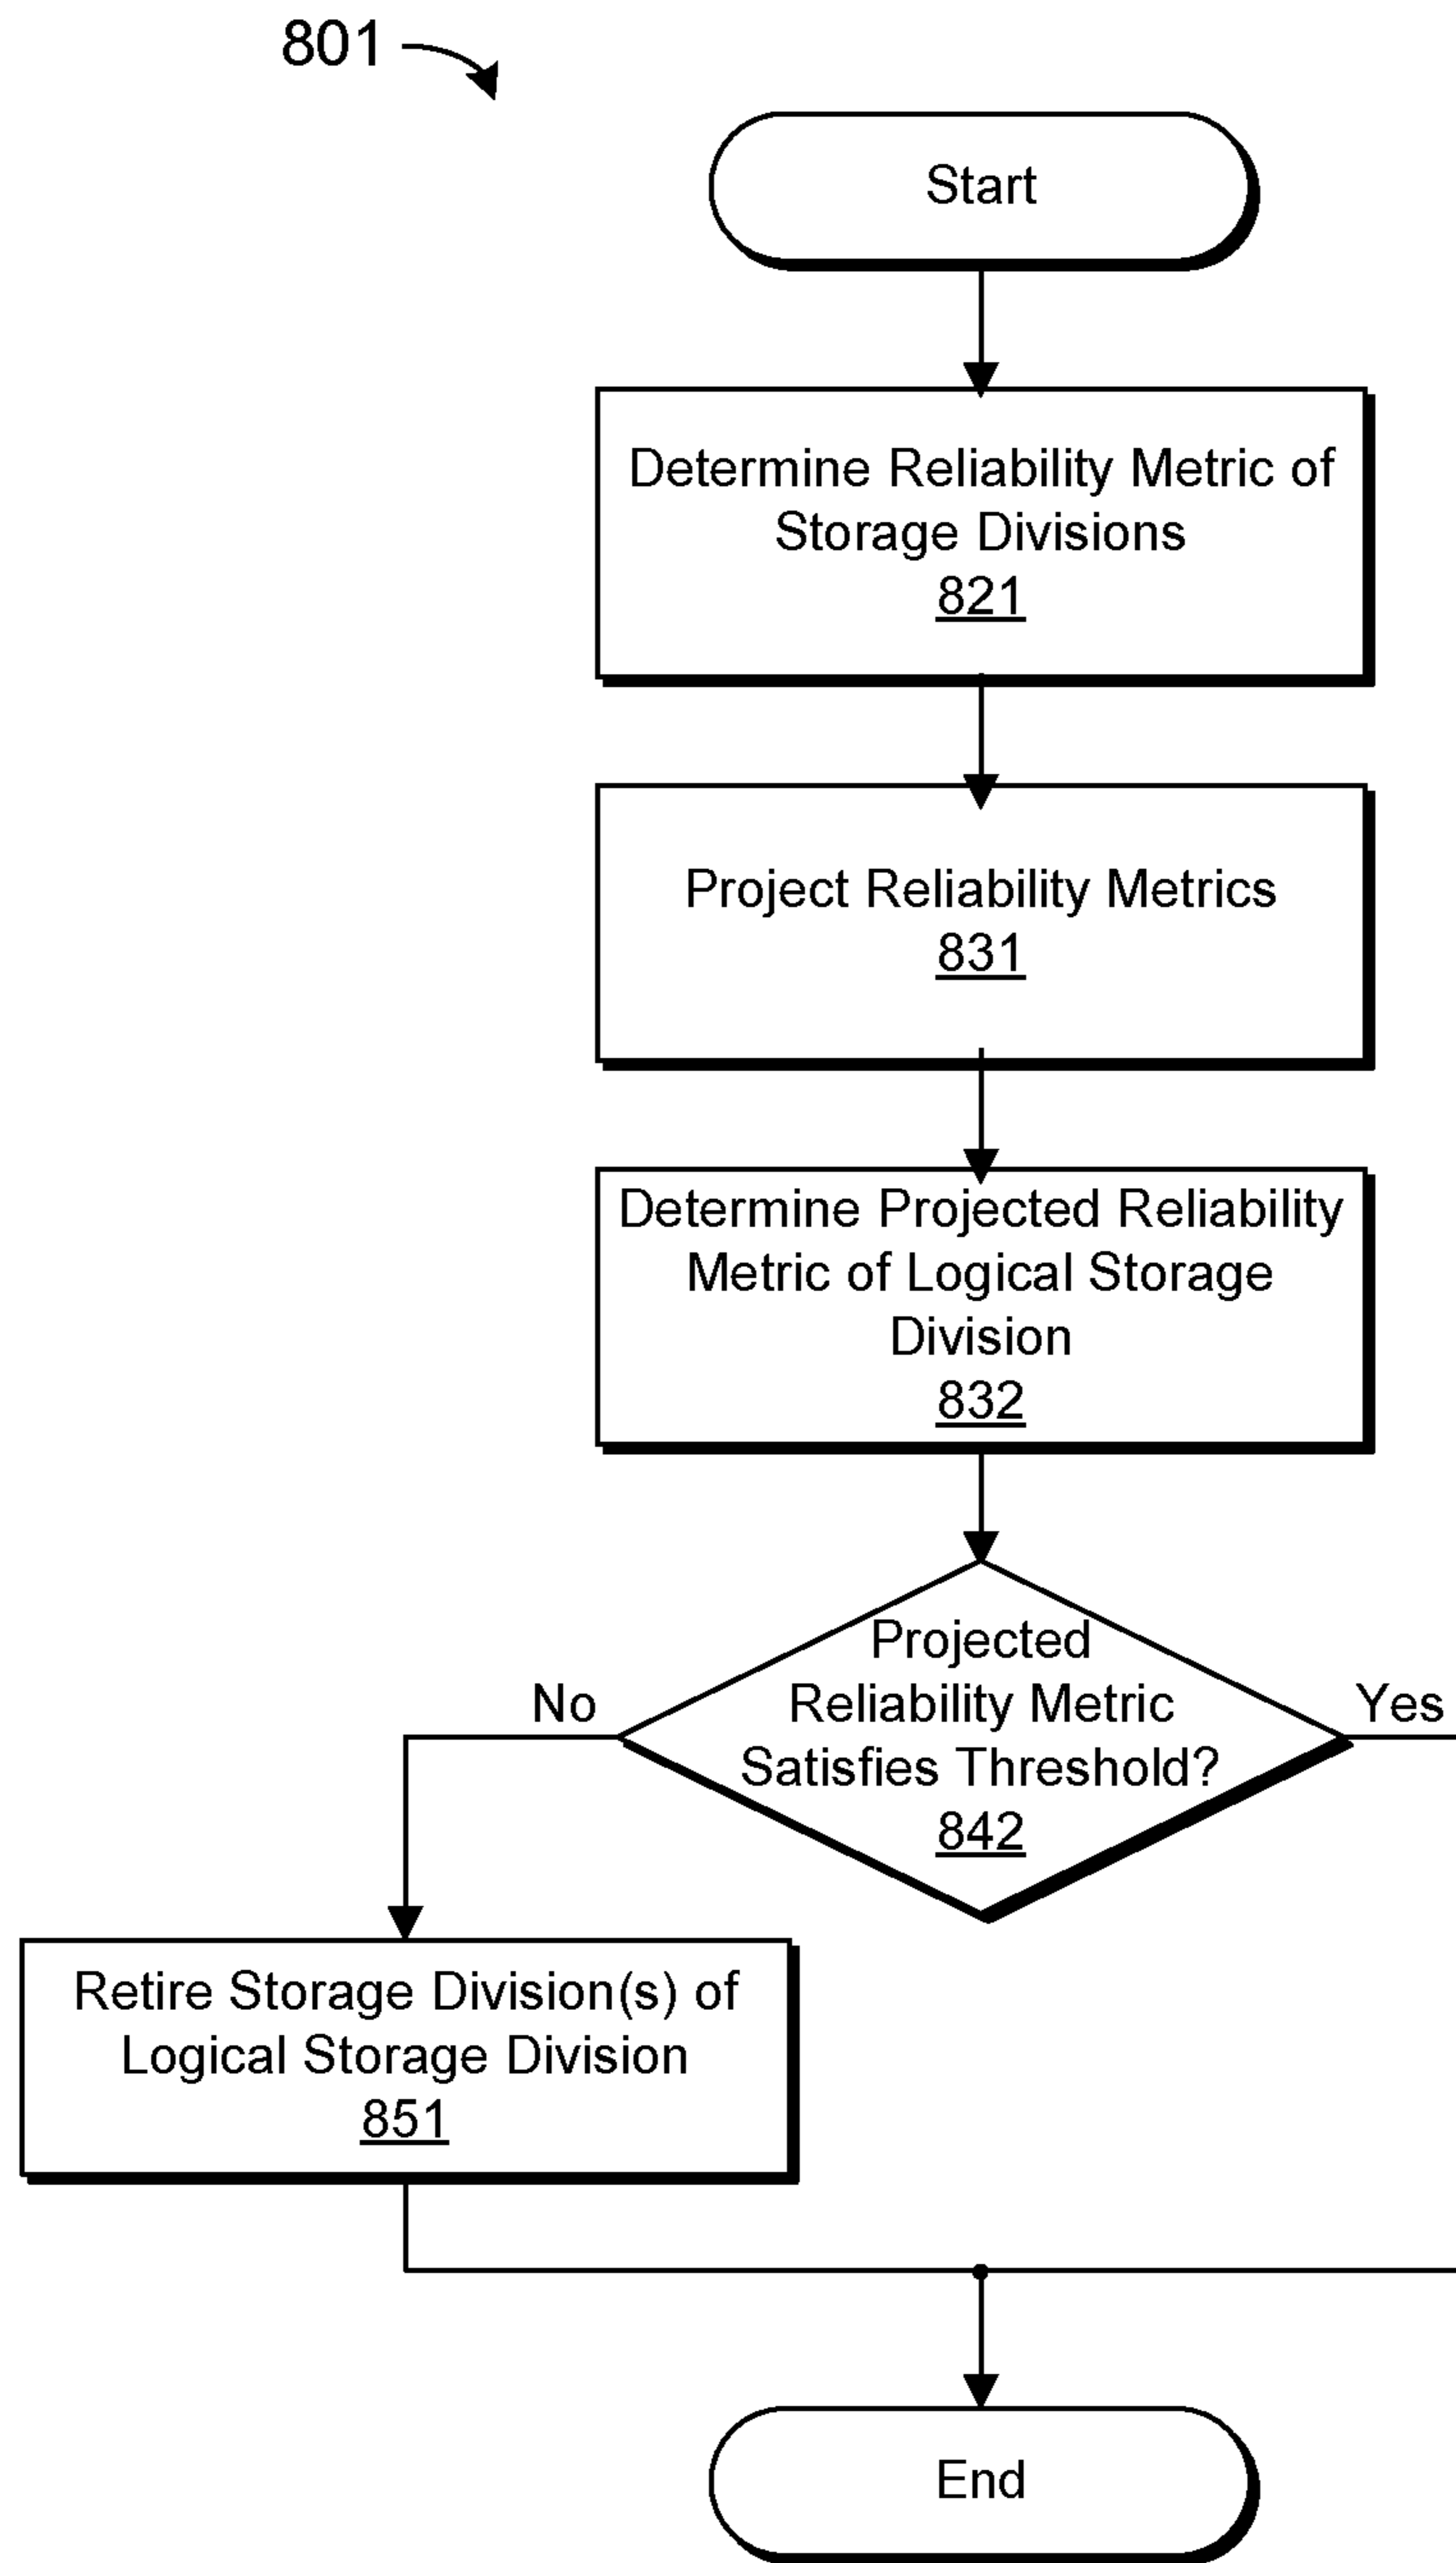 801
Start
Determine Reliability Metric of
Storage Divisions
821
Project Reliability Metrics
831
Determine Projected Reliability
Metric of Logical Storage
Division
832
Projected
Reliability Metric
Satisfies Threshold?
842
No
Yes
Retire Storage Division(s) of
Logical Storage Division
851
End